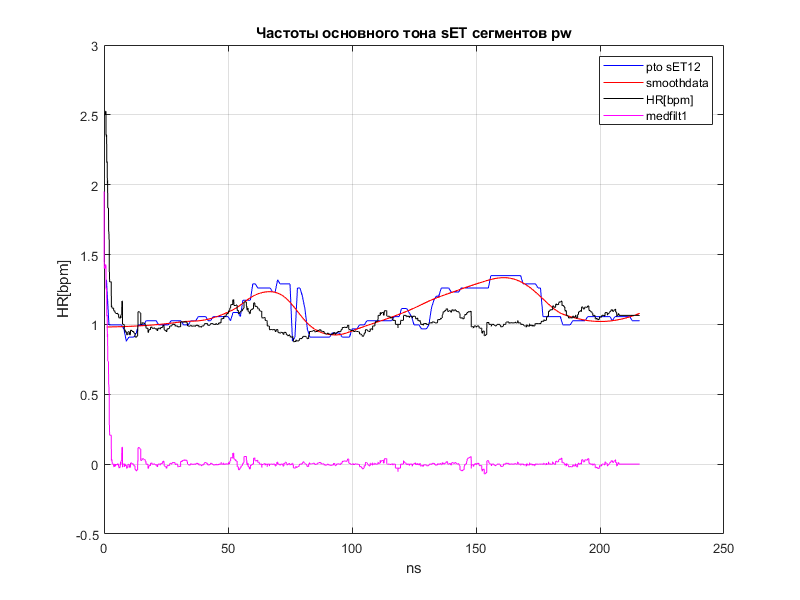 Частоты основного тона sET сегментов pw
pto sET12
smoothdata
HR[bpm]
medfilt1
HR[bpm]
3
2.5
2
1.5
1
0.5
0
-0.5
0 50 100 150 200 250
ns